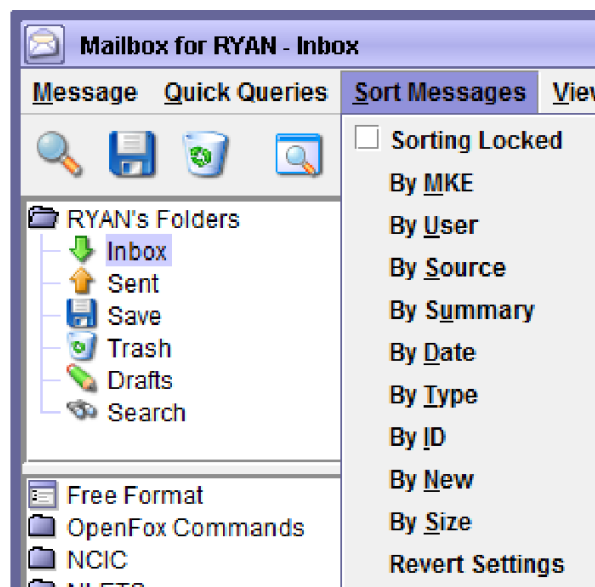 Mailbox for RYAN - Inbox
Message Quick Queries Sort Messages View
Sorting Locked
By MKE
By User
By Source
By Summary
By Date
By Type
By ID
By New
By Size
Revert Settings
RYAN's Folders
Inbox
Sent
Save
Trash
Drafts
Search
Free Format
OpenFox Commands
NCIC
NLETS